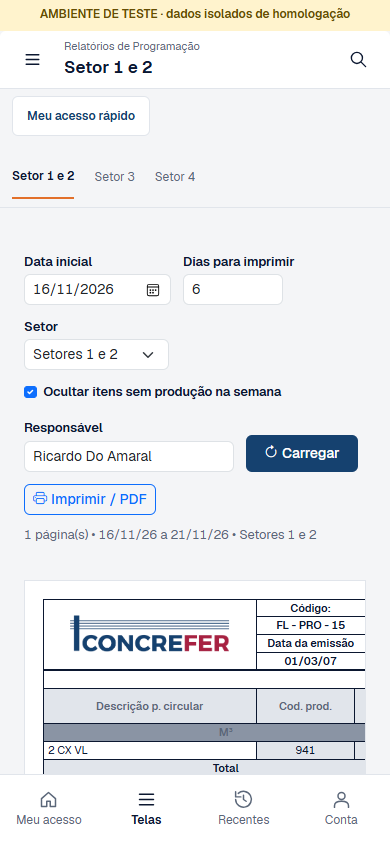 AMBIENTE DE TESTE · dados isolados de homologação
Relatórios de Programação
Setor 1 e 2
Meu acesso rápido
Setor 1 e 2
Setor 3
Setor 4
Data inicial
Dias para imprimir
16/11/2026
6
Setor
Setores 1 e 2
Ocultar itens sem produção na semana
Responsável
Ricardo Do Amaral
Carregar
Imprimir / PDF
1 página(s) • 16/11/26 a 21/11/26 • Setores 1 e 2
CONCREFER
Código:
FL - PRO - 15
Data da emissão
01/03/07
Descrição p. circular
Cod. prod.
M³
2 CX VL
941
Total
Meu acesso
Telas
Recentes
Conta